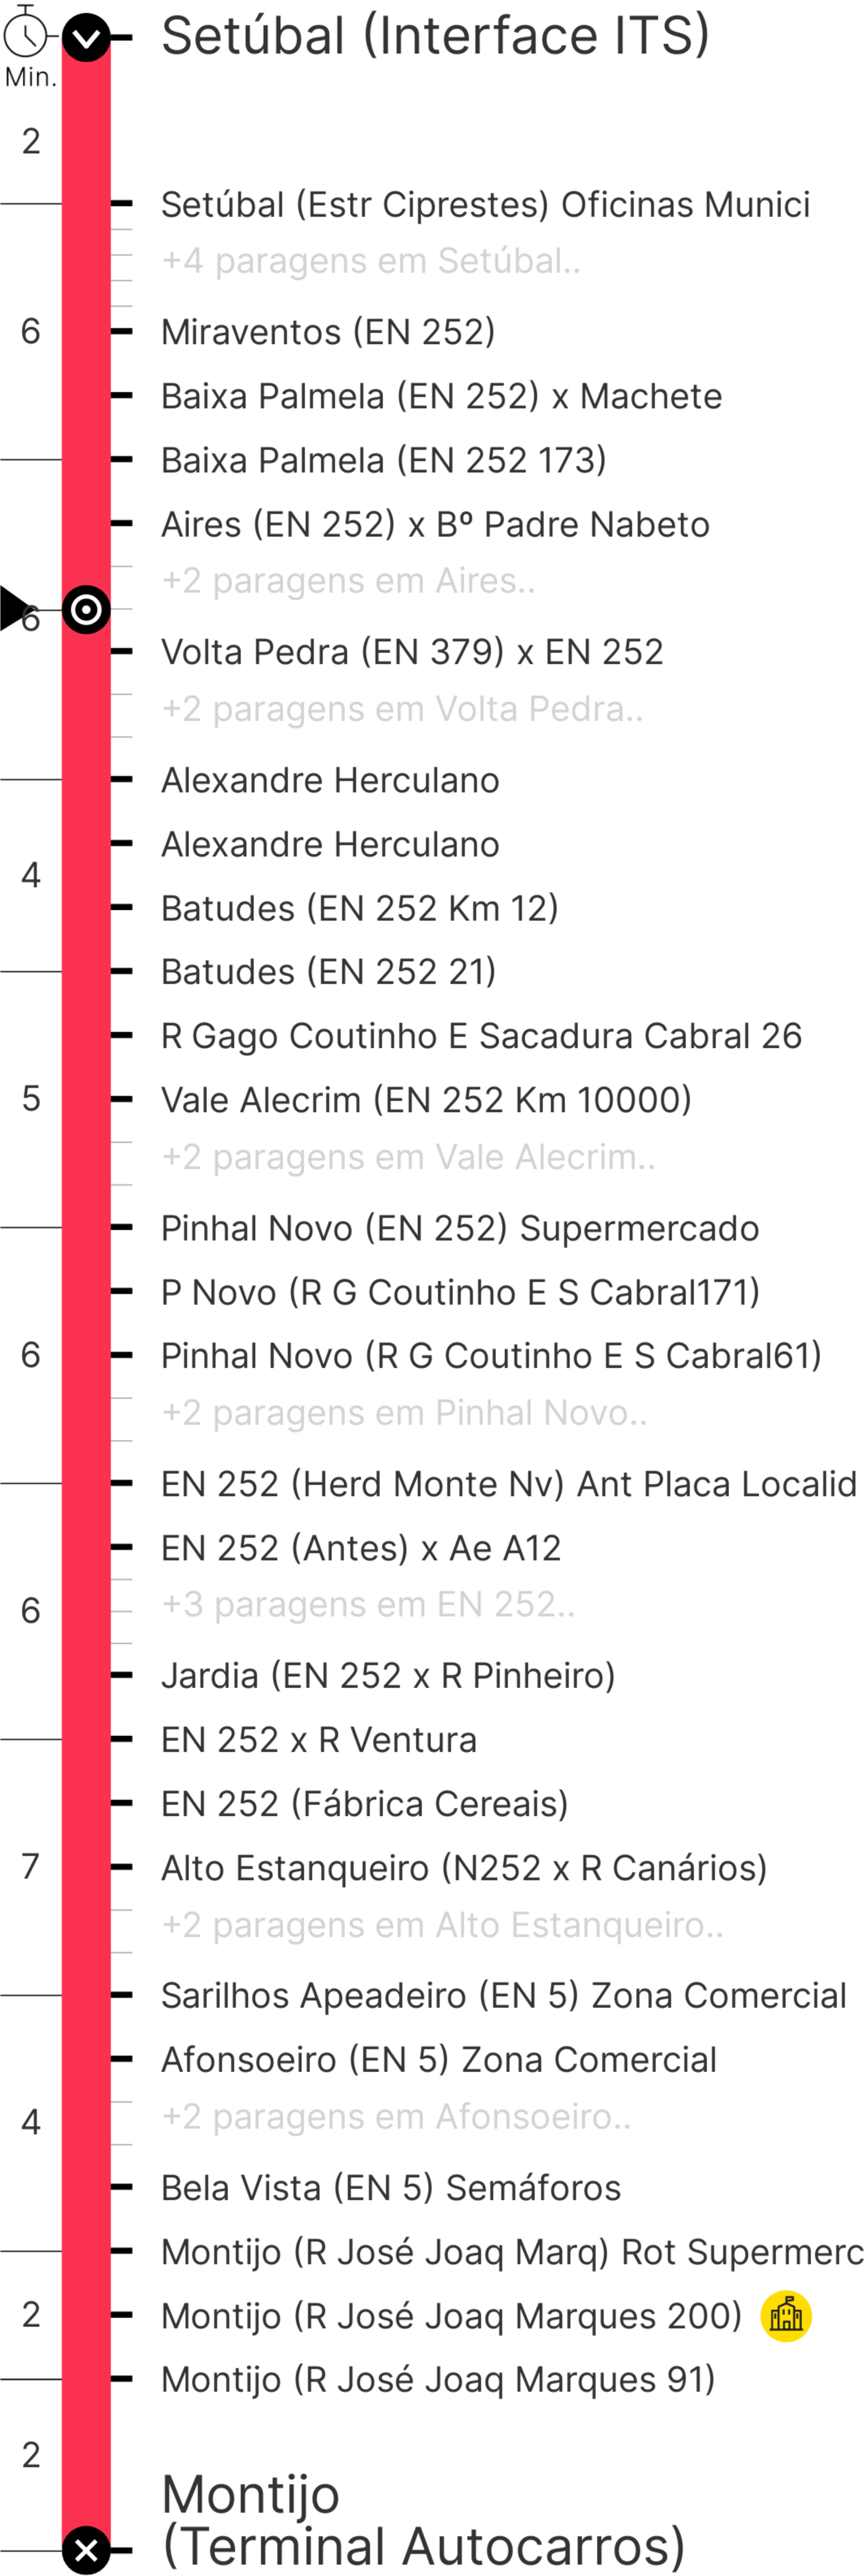 Setúbal (Interface ITS)
Min.
2
Setúbal (Estr Ciprestes) Oficinas Munici
+4 paragens em Setúbal..
6
Miraventos (EN 252)
Baixa Palmela (EN 252) x Machete
Baixa Palmela (EN 252 173)
Aires (EN 252) x Bº Padre Nabeto
+2 paragens em Aires..
6
Volta Pedra (EN 379) x EN 252
+2 paragens em Volta Pedra..
Alexandre Herculano
Alexandre Herculano
4
Batudes (EN 252 Km 12)
Batudes (EN 252 21)
R Gago Coutinho E Sacadura Cabral 26
5
Vale Alecrim (EN 252 Km 10000)
+2 paragens em Vale Alecrim..
Pinhal Novo (EN 252) Supermercado
P Novo (R G Coutinho E S Cabral171)
6
Pinhal Novo (R G Coutinho E S Cabral61)
+2 paragens em Pinhal Novo..
EN 252 (Herd Monte Nv) Ant Placa Localid
EN 252 (Antes) x Ae A12
6
+3 paragens em EN 252..
Jardia (EN 252 x R Pinheiro)
EN 252 x R Ventura
EN 252 (Fábrica Cereais)
7
Alto Estanqueiro (N252 x R Canários)
+2 paragens em Alto Estanqueiro..
Sarilhos Apeadeiro (EN 5) Zona Comercial
Afonsoeiro (EN 5) Zona Comercial
4
+2 paragens em Afonsoeiro..
Bela Vista (EN 5) Semáforos
Montijo (R José Joaq Marq) Rot Supermerc
2
Montijo (R José Joaq Marques 200)
Montijo (R José Joaq Marques 91)
2
Montijo
(Terminal Autocarros)